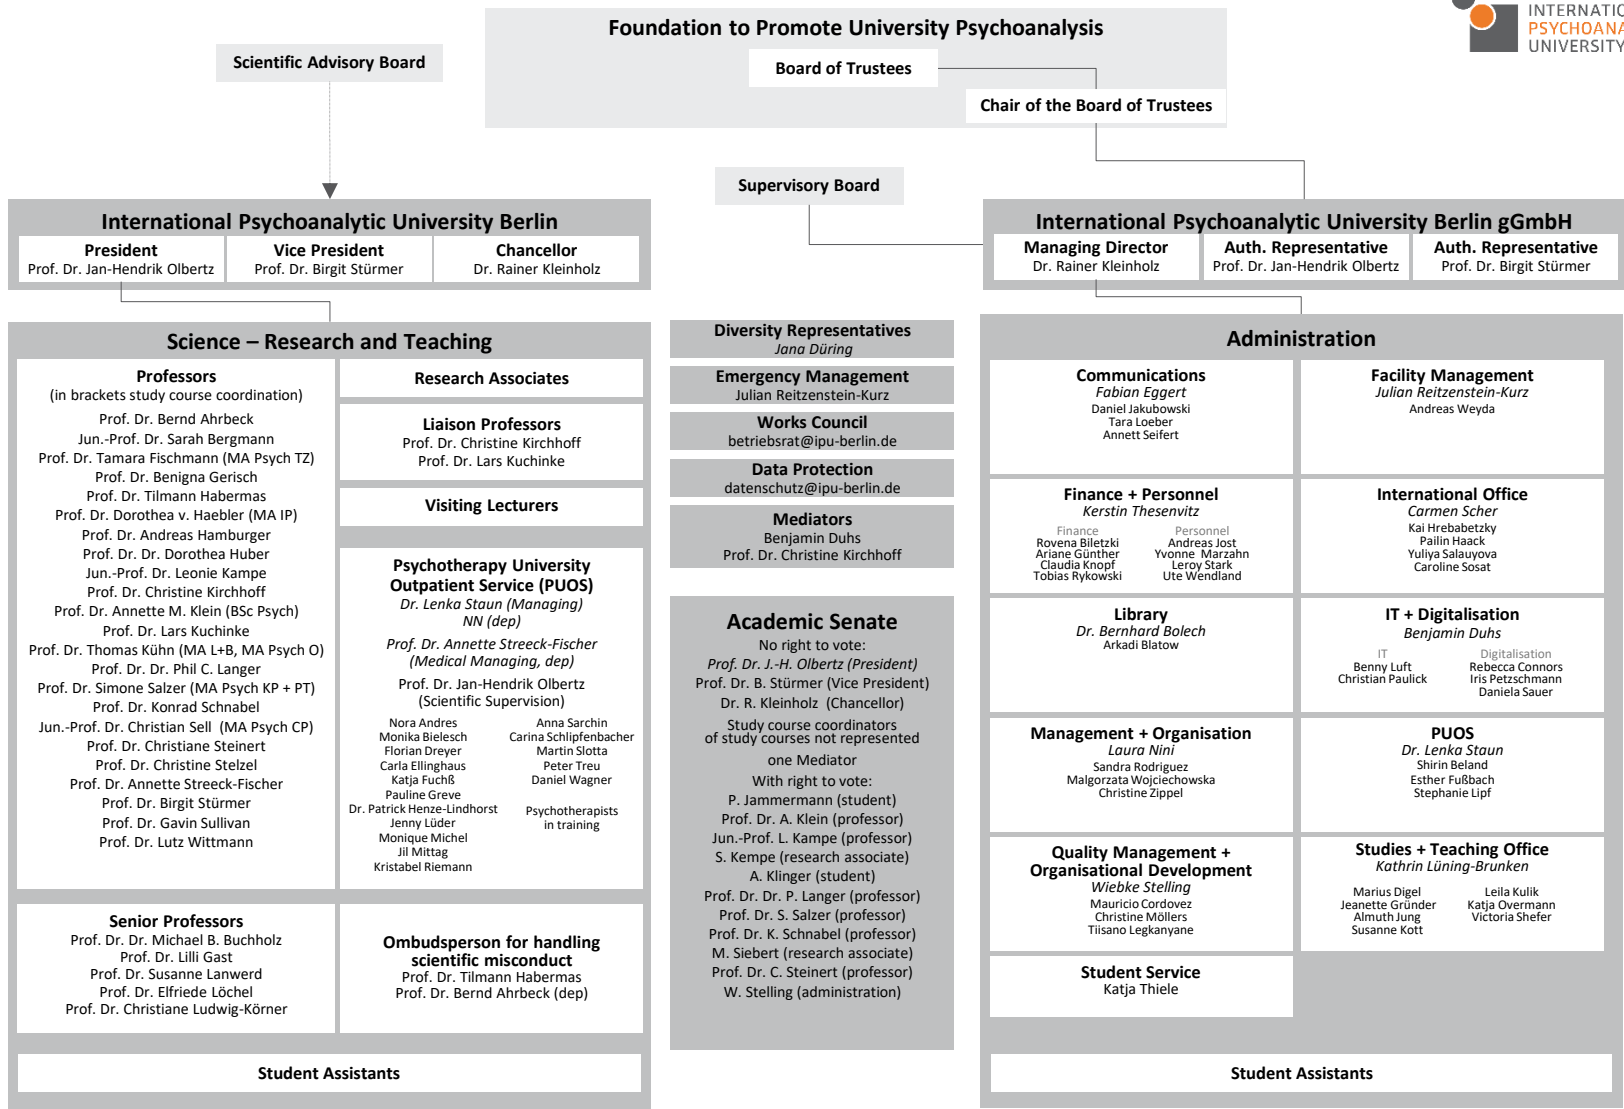 Foundation to Promote University Psychoanalysis
Board of Trustees
Chair of the Board of Trustees
Scientific Advisory Board
Supervisory Board
INTERNATIO
PSYCHOANA
UNIVERSITY
International Psychoanalytic University Berlin
President
Prof. Dr. Jan-Hendrik Olbertz
Vice President
Prof. Dr. Birgit Stürmer
Chancellor
Dr. Rainer Kleinholz
International Psychoanalytic University Berlin gGmbH
Managing Director
Dr. Rainer Kleinholz
Auth. Representative
Prof. Dr. Jan-Hendrik Olbertz
Auth. Representative
Prof. Dr. Birgit Stürmer
Science – Research and Teaching
Professors
(in brackets study course coordination)
Prof. Dr. Bernd Ahrbeck
Jun.-Prof. Dr. Sarah Bergmann
Prof. Dr. Tamara Fischmann (MA Psych TZ)
Prof. Dr. Benigna Gerisch
Prof. Dr. Tilmann Habermas
Prof. Dr. Dorothea v. Haebler (MA IP)
Prof. Dr. Andreas Hamburger
Prof. Dr. Dr. Dorothea Huber
Jun.-Prof. Dr. Leonie Kampe
Prof. Dr. Christine Kirchhoff
Prof. Dr. Annette M. Klein (BSc Psych)
Prof. Dr. Lars Kuchinke
Prof. Dr. Thomas Kühn (MA L+B, MA Psych O)
Prof. Dr. Dr. Phil C. Langer
Prof. Dr. Simone Salzer (MA Psych KP + PT)
Prof. Dr. Konrad Schnabel
Jun.-Prof. Dr. Christian Sell (MA Psych CP)
Prof. Dr. Christiane Steinert
Prof. Dr. Christine Stelzel
Prof. Dr. Annette Streeck-Fischer
Prof. Dr. Birgit Stürmer
Prof. Dr. Gavin Sullivan
Prof. Dr. Lutz Wittmann
Research Associates
Liaison Professors
Prof. Dr. Christine Kirchhoff
Prof. Dr. Lars Kuchinke
Visiting Lecturers
Psychotherapy University
Outpatient Service (PUOS)
Dr. Lenka Staun (Managing)
NN (dep)
Prof. Dr. Annette Streeck-Fischer
(Medical Managing, dep)
Prof. Dr. Jan-Hendrik Olbertz
(Scientific Supervision)
Nora Andres
Monika Bielesch
Florian Dreyer
Carla Ellinghaus
Katja Fuchß
Pauline Greve
Dr. Patrick Henze-Lindhorst
Jenny Lüder
Monique Michel
Jil Mittag
Kristabel Riemann
Anna Sarchin
Carina Schlipfenbacher
Martin Slotta
Peter Treu
Daniel Wagner
Psychotherapists
in training
Senior Professors
Prof. Dr. Dr. Michael B. Buchholz
Prof. Dr. Lilli Gast
Prof. Dr. Susanne Lanwerd
Prof. Dr. Elfriede Löchel
Prof. Dr. Christiane Ludwig-Körner
Ombudsperson for handling
scientific misconduct
Prof. Dr. Tilmann Habermas
Prof. Dr. Bernd Ahrbeck (dep)
Student Assistants
Diversity Representatives
Jana Düring
Emergency Management
Julian Reitzenstein-Kurz
Works Council
betriebsrat@ipu-berlin.de
Data Protection
datenschutz@ipu-berlin.de
Mediators
Benjamin Duhs
Prof. Dr. Christine Kirchhoff
Academic Senate
No right to vote:
Prof. Dr. J.-H. Olbertz (President)
Prof. Dr. B. Stürmer (Vice President)
Dr. R. Kleinholz (Chancellor)
Study course coordinators
of study courses not represented
one Mediator
With right to vote:
P. Jammermann (student)
Prof. Dr. A. Klein (professor)
Jun.-Prof. L. Kampe (professor)
S. Kempe (research associate)
A. Klinger (student)
Prof. Dr. Dr. P. Langer (professor)
Prof. Dr. S. Salzer (professor)
Prof. Dr. K. Schnabel (professor)
M. Siebert (research associate)
Prof. Dr. C. Steinert (professor)
W. Stelling (administration)
Administration
Communications
Fabian Eggert
Daniel Jakubowski
Tara Loeber
Annett Seifert
Facility Management
Julian Reitzenstein-Kurz
Andreas Weyda
Finance + Personnel
Kerstin Thesenvitz
Finance
Rovena Biletzki
Ariane Günther
Claudia Knopf
Tobias Rykowski
Personnel
Andreas Jost
Yvonne Marzahn
Leroy Stark
Ute Wendland
International Office
Carmen Scher
Kai Hrebabetzky
Pailin Haack
Yuliya Salauyova
Caroline Sosat
Library
Dr. Bernhard Bolech
Arkadi Blatow
IT + Digitalisation
Benjamin Duhs
IT
Benny Luft
Christian Paulick
Digitalisation
Rebecca Connors
Iris Petzschmann
Daniela Sauer
Management + Organisation
Laura Nini
Sandra Rodriguez
Malgorzata Wojciechowska
Christine Zippel
PUOS
Dr. Lenka Staun
Shirin Beland
Esther Fußbach
Stephanie Lipf
Quality Management +
Organisational Development
Wiebke Stelling
Mauricio Cordovez
Christine Möllers
Tiisano Legkanyane
Studies + Teaching Office
Kathrin Lüning-Brunken
Marius Digel
Jeanette Gründer
Almuth Jung
Susanne Kott
Leila Kulik
Katja Overmann
Victoria Shefer
Student Service
Katja Thiele
Student Assistants